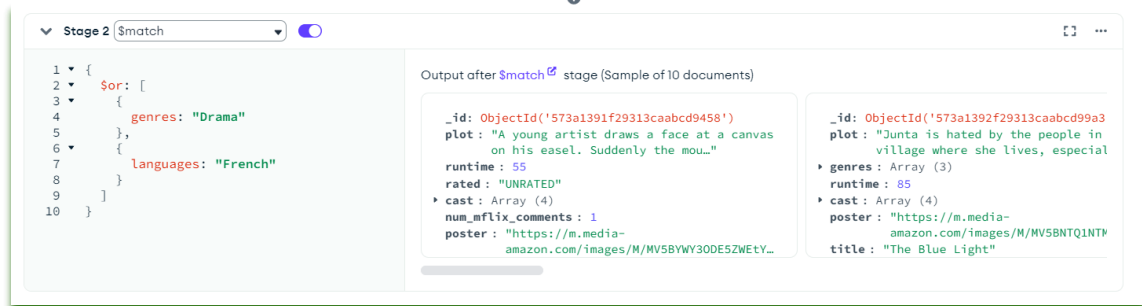 Stage 2 $match
1 {
2 $or: [
3 {
4 genres: "Drama"
5 },
6 {
7 languages: "French"
8 }
9 ]
10 }
Output after $match stage (Sample of 10 documents)
_id: ObjectId('573a1391f29313caabcd9458')
plot : "A young artist draws a face at a canvas
on his easel. Suddenly the mou…"
runtime : 55
rated : "UNRATED"
cast : Array (4)
num_mflix_comments : 1
poster : "https://m.media-
amazon.com/images/M/MV5BYWY3ODE5ZWEtY…
_id: ObjectId('573a1392f29313caabcd99a3
plot : "Junta is hated by the people in
village where she lives, especial
genres : Array (3)
runtime : 85
cast : Array (4)
poster : "https://m.media-
amazon.com/images/M/MV5BNTQ1NTM
title : "The Blue Light"